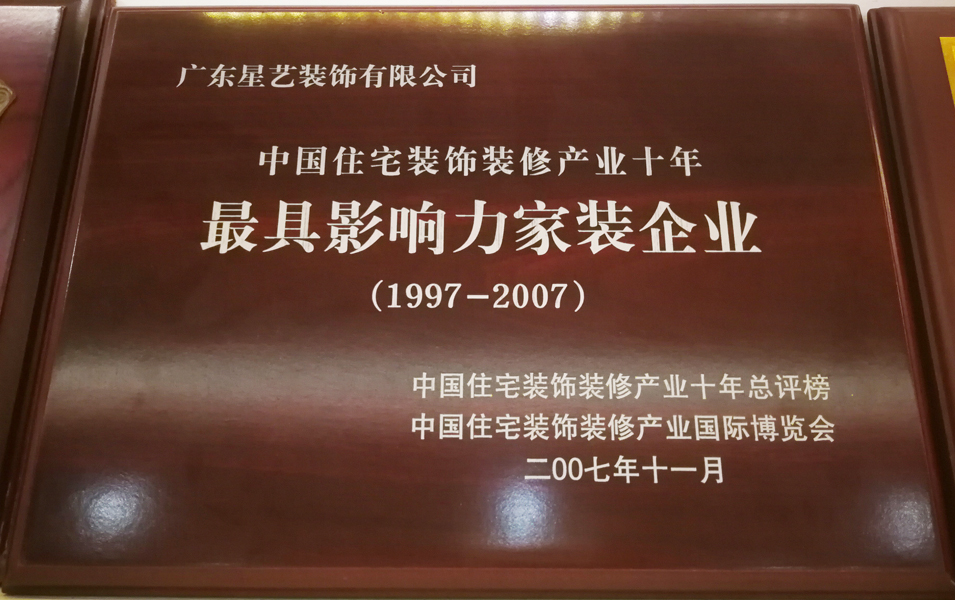 广东星艺装饰有限公司
中国住宅装饰装修产业十年
最具影响力家装企业
(1997-2007)
中国住宅装饰装修产业十年总评榜
中国住宅装饰装修产业国际博览会
二00七年十一月